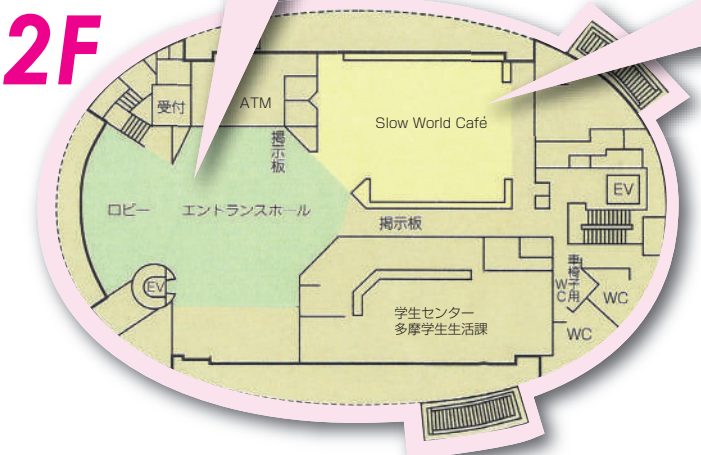 2F
受付
ATM
掲示板
Slow World Café
ロビー
エントランスホール
掲示板
EV
EV
車椅子用
WC
WC
WC
学生センター
多摩学生生活課